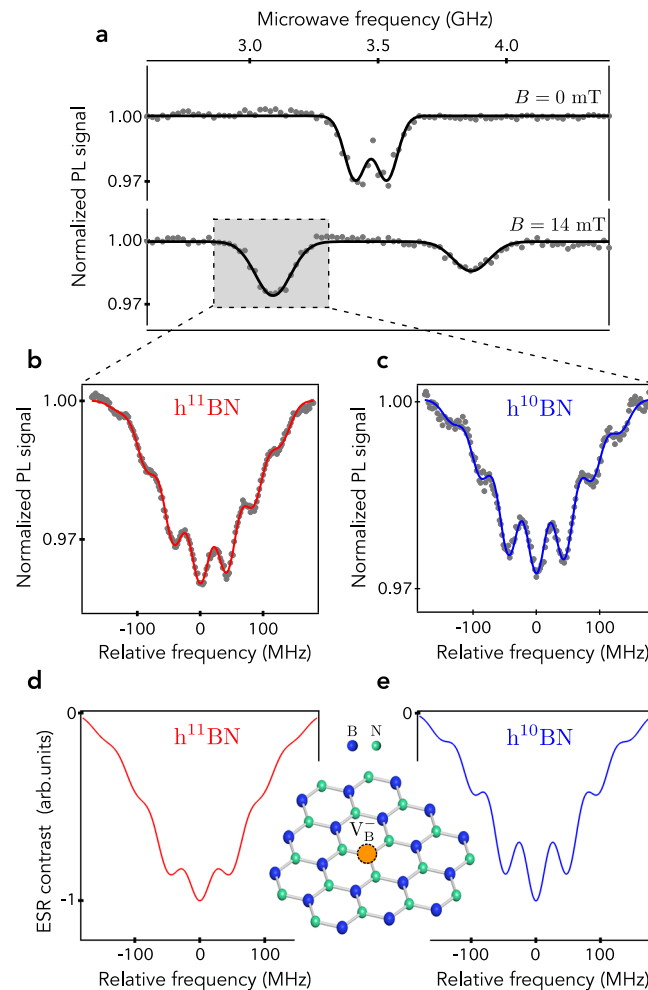 Microwave frequency (GHz)
a
3.0 3.5 4.0
B = 0 mT
1.00
0.97
Normalized PL signal
B = 14 mT
1.00
0.97
b
h¹¹BN
1.00
0.97
Normalized PL signal
-100 0 100
Relative frequency (MHz)
c
h¹⁰BN
1.00
0.97
Normalized PL signal
-100 0 100
Relative frequency (MHz)
d
h¹¹BN
0
-1
ESR contrast (arb.units)
-100 0 100
Relative frequency (MHz)
B N
V⁻B
e
h¹⁰BN
-100 0 100
Relative frequency (MHz)